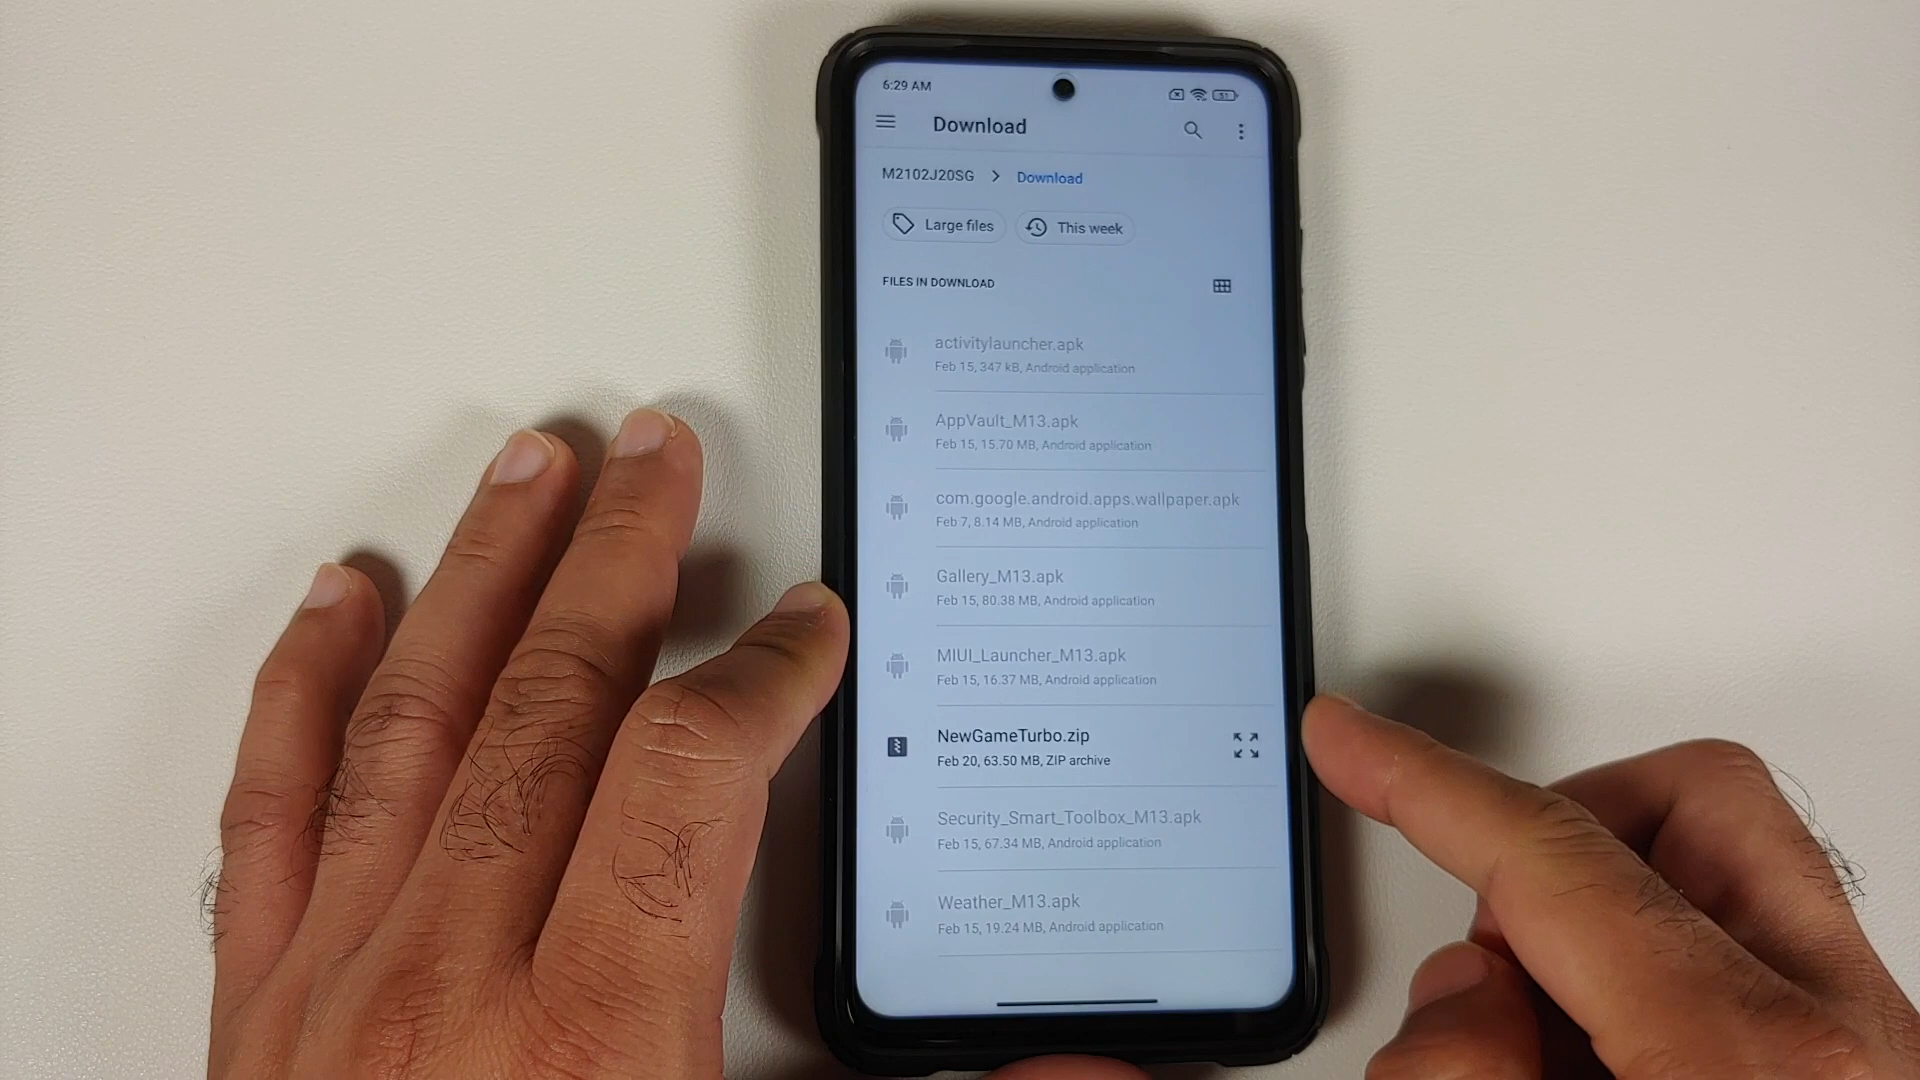 6:29 AM
51
Download
M2102J20SG > Download
Large files
This week
FILES IN DOWNLOAD
activitylauncher.apk
Feb 15, 347 kB, Android application
AppVault_M13.apk
Feb 15, 15.70 MB, Android application
com.google.android.apps.wallpaper.apk
Feb 7, 8.14 MB, Android application
Gallery_M13.apk
Feb 15, 80.38 MB, Android application
MIUI_Launcher_M13.apk
Feb 15, 16.37 MB, Android application
NewGameTurbo.zip
Feb 20, 63.50 MB, ZIP archive
Security_Smart_Toolbox_M13.apk
Feb 15, 67.34 MB, Android application
Weather_M13.apk
Feb 15, 19.24 MB, Android application